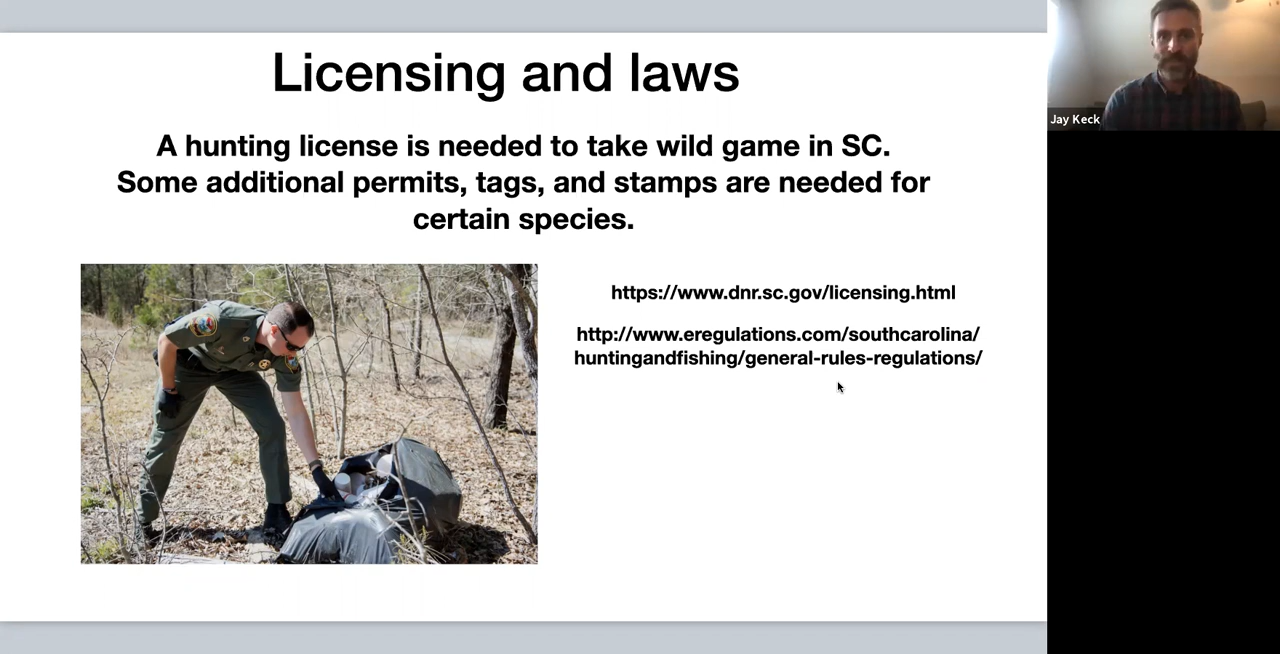 Licensing and laws
A hunting license is needed to take wild game in SC.
Some additional permits, tags, and stamps are needed for
certain species.
https://www.dnr.sc.gov/licensing.html
http://www.eregulations.com/southcarolina/
huntingandfishing/general-rules-regulations/
Jay Keck